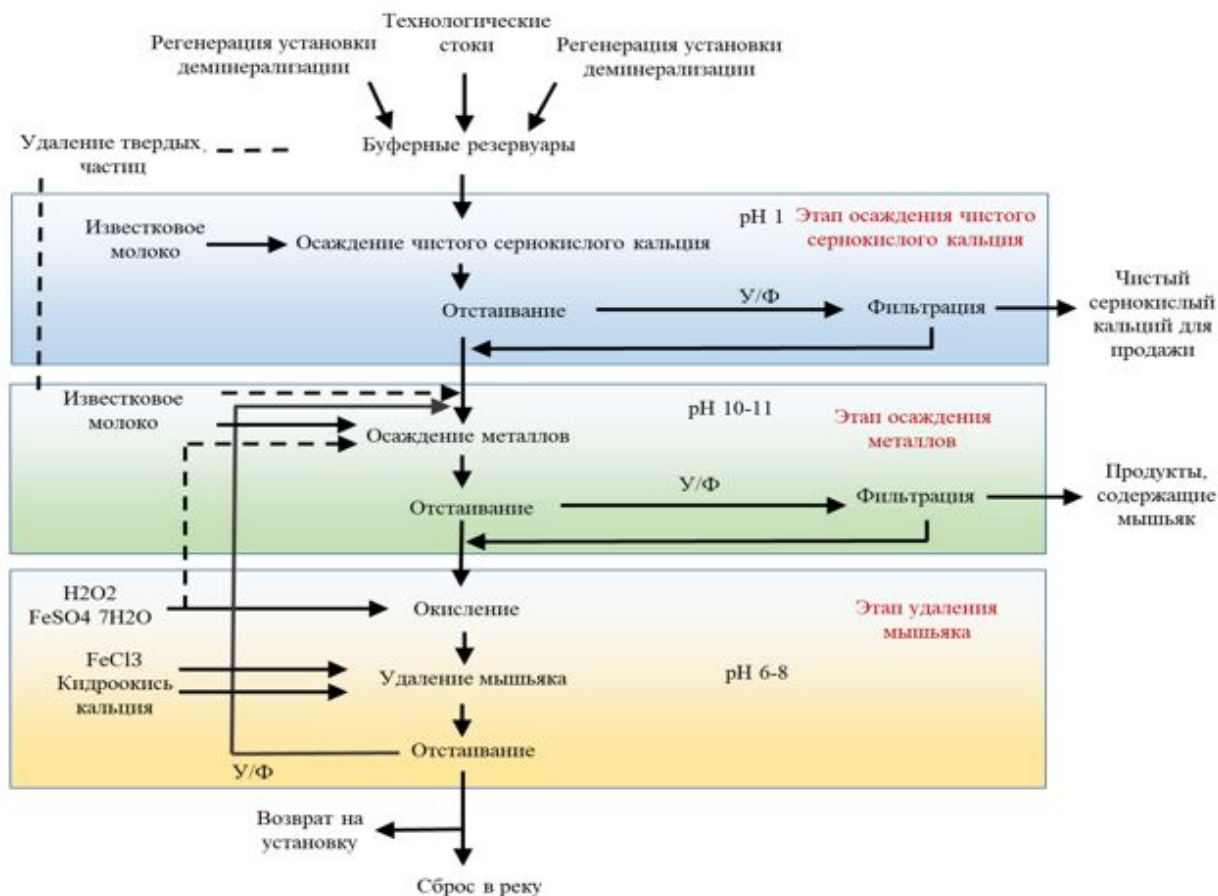 Технологические
стоки
Регенерация установки
деминерализации
Регенерация установки
деминерализации
Удаление твердых
частиц
Буферные резервуары
pH 1
Этап осаждения чистого
сернокислого кальция
Известковое
молоко
Осаждение чистого сернокислого кальция
Отстаивание
У/Ф
Фильтрация
Чистый
сернокислый
кальций для
продажи
Известковое
молоко
pH 10-11
Этап осаждения
металлов
Осаждение металлов
Отстаивание
У/Ф
Фильтрация
Продукты,
содержащие
мышьяк
H2O2
FeSO4 7H2O
Окисление
Этап удаления
мышьяка
FeCl3
Кидроокись
кальция
Удаление мышьяка
pH 6-8
Отстаивание
У/Ф
Возврат на
установку
Сброс в реку